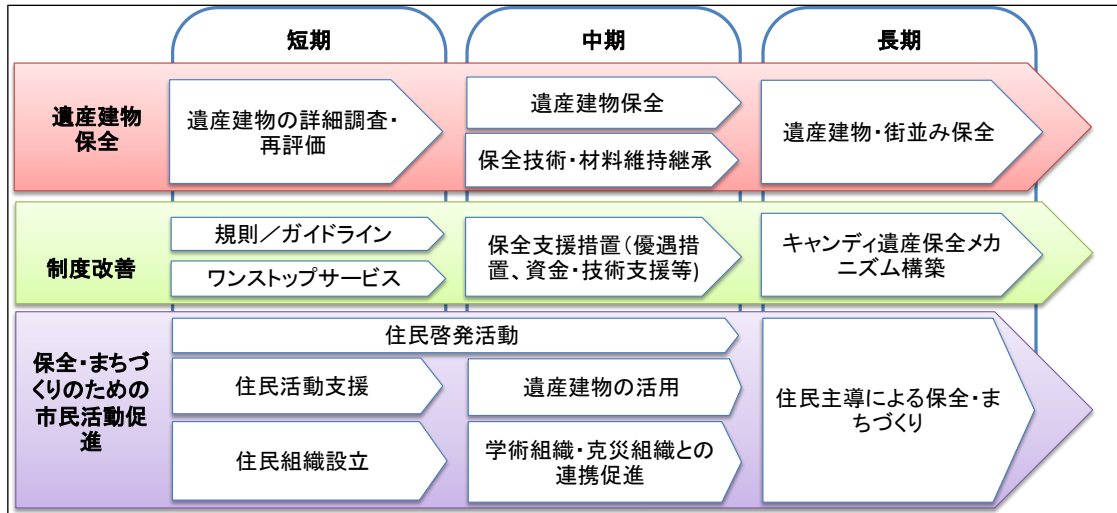 短期
中期
長期
遺産建物
保全
遺産建物の詳細調査・
再評価
遺産建物保全
保全技術・材料維持継承
遺産建物・街並み保全
制度改善
規則／ガイドライン
ワンストップサービス
保全支援措置(優遇措
置、資金・技術支援等)
キャンディ遺産保全メカ
ニズム構築
保全・まちづ
くりのための
市民活動促
進
住民啓発活動
住民活動支援
遺産建物の活用
住民組織設立
学術組織・克災組織との
連携促進
住民主導による保全・ま
ちづくり